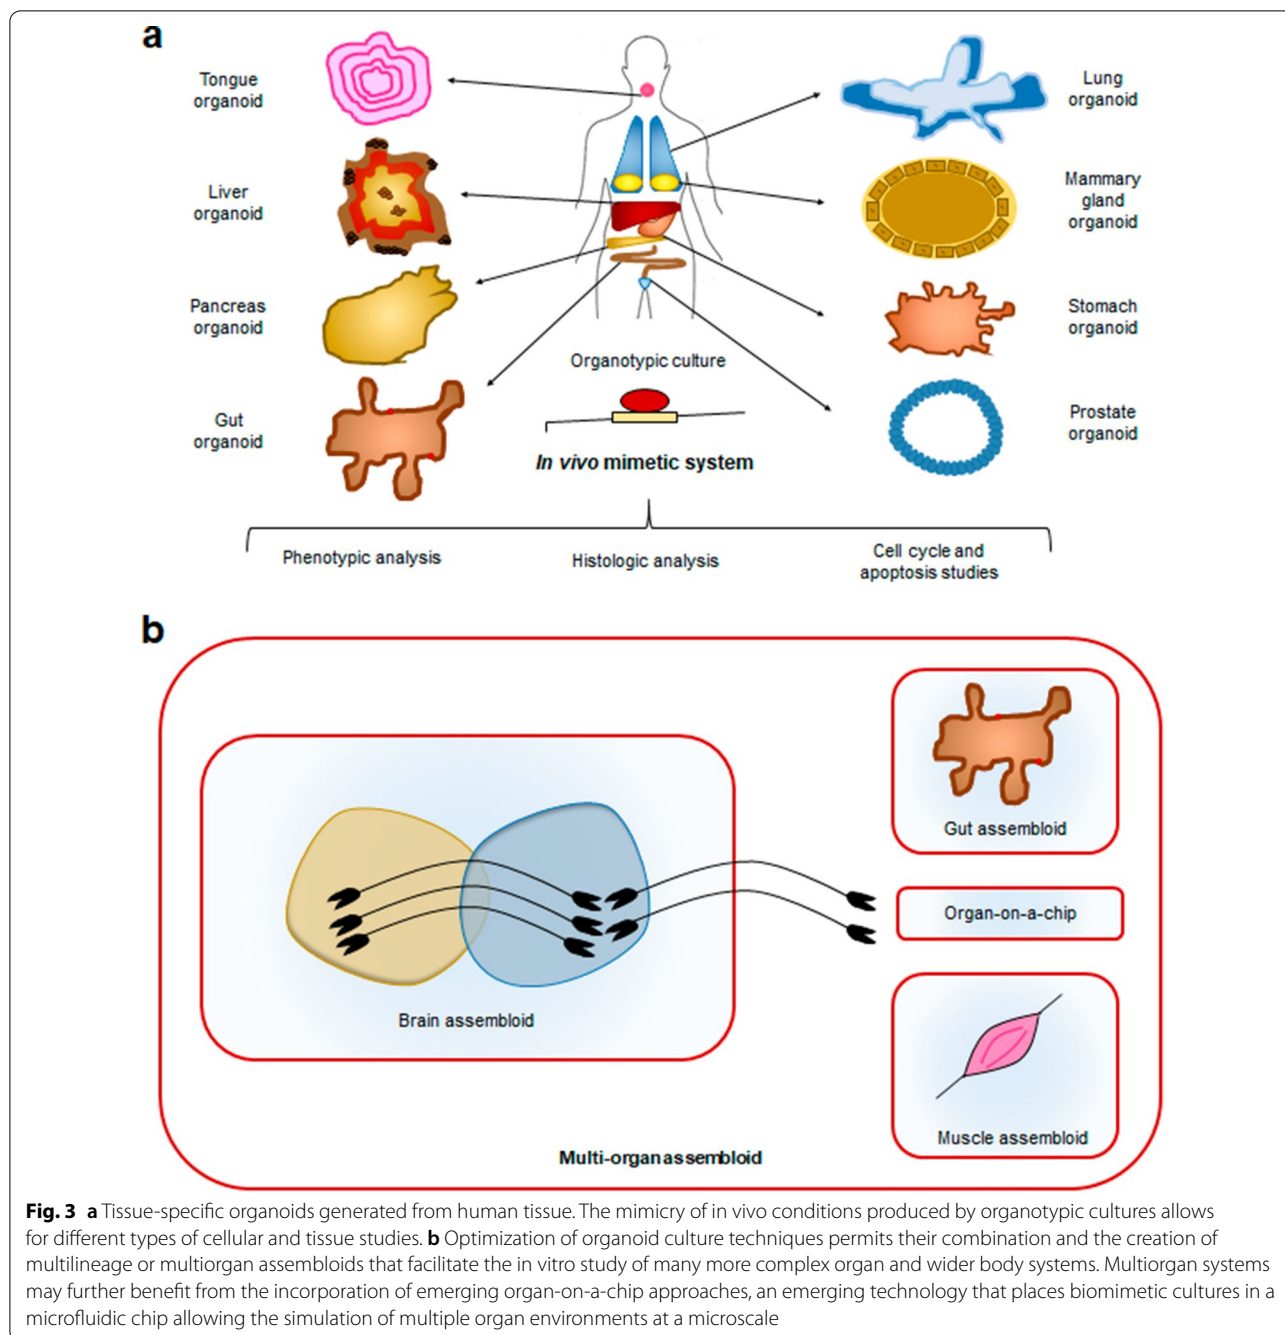 a
Tongue
organoid
Lung
organoid
Liver
organoid
Mammary
gland
organoid
Pancreas
organoid
Stomach
organoid
Organotypic culture
Gut
organoid
Prostate
organoid
In vivo mimetic system
Phenotypic analysis
Histologic analysis
Cell cycle and
apoptosis studies
b
Gut assembloid
Organ-on-a-chip
Brain assembloid
Muscle assembloid
Multi-organ assembloid
Fig. 3 a Tissue-specific organoids generated from human tissue. The mimicry of in vivo conditions produced by organotypic cultures allows
for different types of cellular and tissue studies. b Optimization of organoid culture techniques permits their combination and the creation of
multilineage or multiorgan assembloids that facilitate the in vitro study of many more complex organ and wider body systems. Multiorgan systems
may further benefit from the incorporation of emerging organ-on-a-chip approaches, an emerging technology that places biomimetic cultures in a
microfluidic chip allowing the simulation of multiple organ environments at a microscale